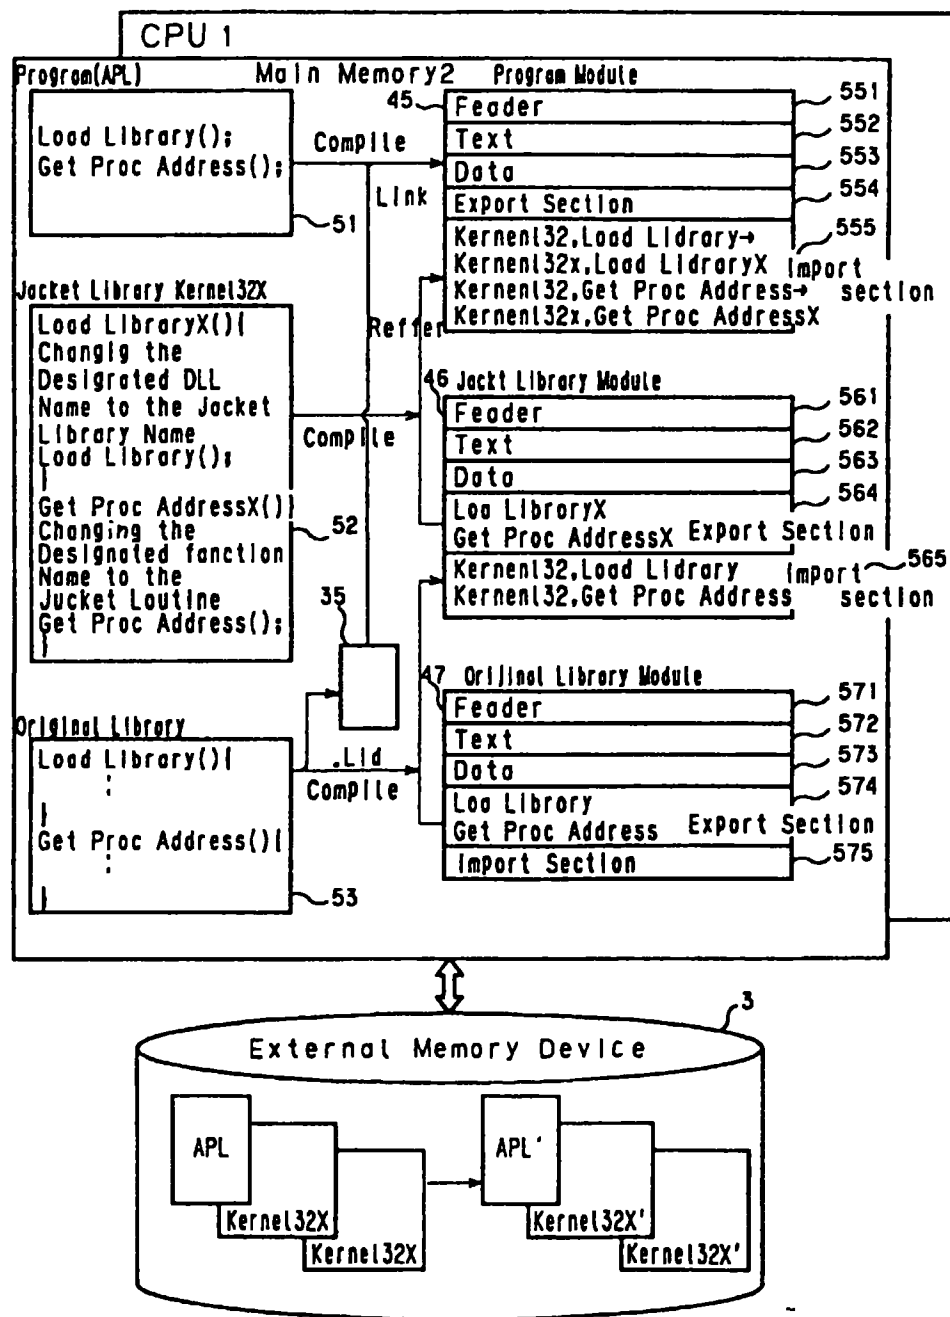 CPU 1
Main Memory2
Program(APL)
Load Library();
Get Proc Address();
51
Compile
Link
Program Module
45
Feader
551
Text
552
Data
553
Export Section
554
Kernenl32,Load Lidrary→
Kernenl32x,Load LidraryX
Kernenl32,Get Proc Address→
Kernenl32x,Get Proc AddressX
555
Import
section
Jacket Library Kernel32X
Load LibraryX(){
Changig the
Designated DLL
Name to the Jacket
Library Name
Load Library();
}
Get Proc AddressX(){
Changing the
Designated fanction
Name to the
Jucket Loutine
Get Proc Address();
}
52
Reffer
Compile
46
Jackt Library Module
Feader
561
Text
562
Data
563
Loa LibraryX
Get Proc AddressX
Export Section
564
Kernenl32,Load Lidrary
Kernenl32,Get Proc Address
Import
section
565
35
Original Library
Load Library(){
:
}
Get Proc Address(){
:
}
53
.Lid
Compile
47
Orijinal Library Module
Feader
571
Text
572
Data
573
Loa Library
Get Proc Address
Export Section
574
Import Section
575
3
External Memory Device
APL
Kernel32X
Kernel32X
APL'
Kernel32X'
Kernel32X'